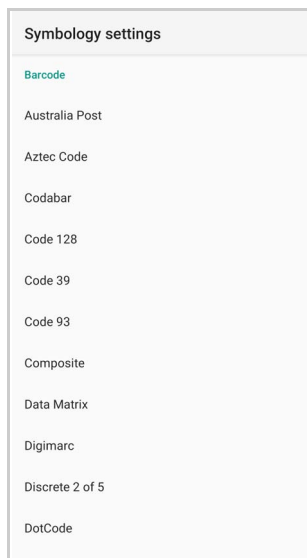 Symbology settings
Barcode
Australia Post
Aztec Code
Codabar
Code 128
Code 39
Code 93
Composite
Data Matrix
Digimarc
Discrete 2 of 5
DotCode